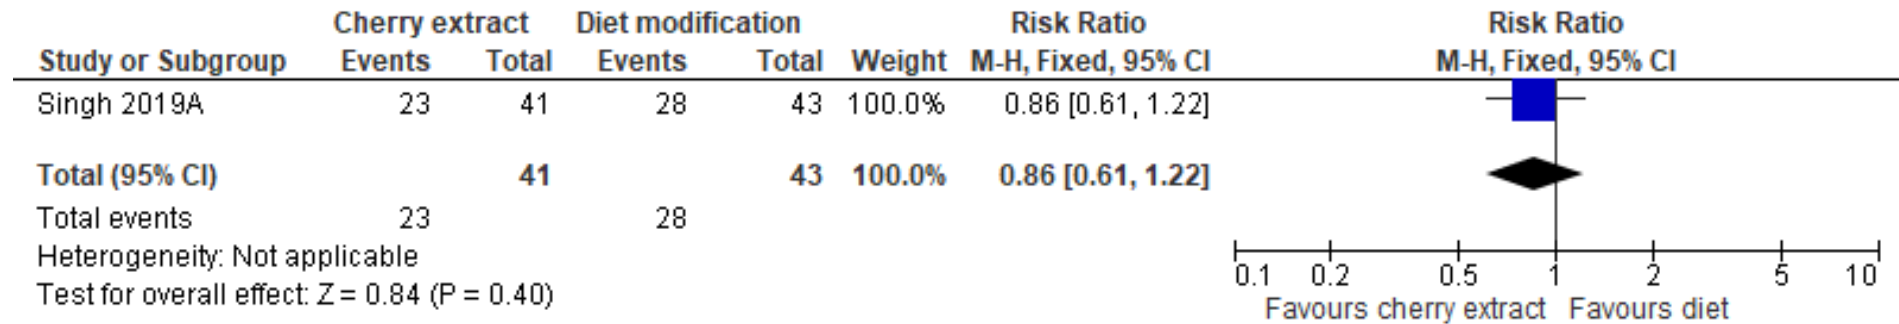 Cherry extract Diet modification Risk Ratio Risk Ratio
Study or Subgroup Events Total Events Total Weight M-H, Fixed, 95% CI M-H, Fixed, 95% CI
Singh 2019A 23 41 28 43 100.0% 0.86 [0.61, 1.22]
Total (95% CI) 41 43 100.0% 0.86 [0.61, 1.22]
Total events 23 28
Heterogeneity: Not applicable
Test for overall effect: Z = 0.84 (P = 0.40)
0.1 0.2 0.5 1 2 5 10
Favours cherry extract Favours diet